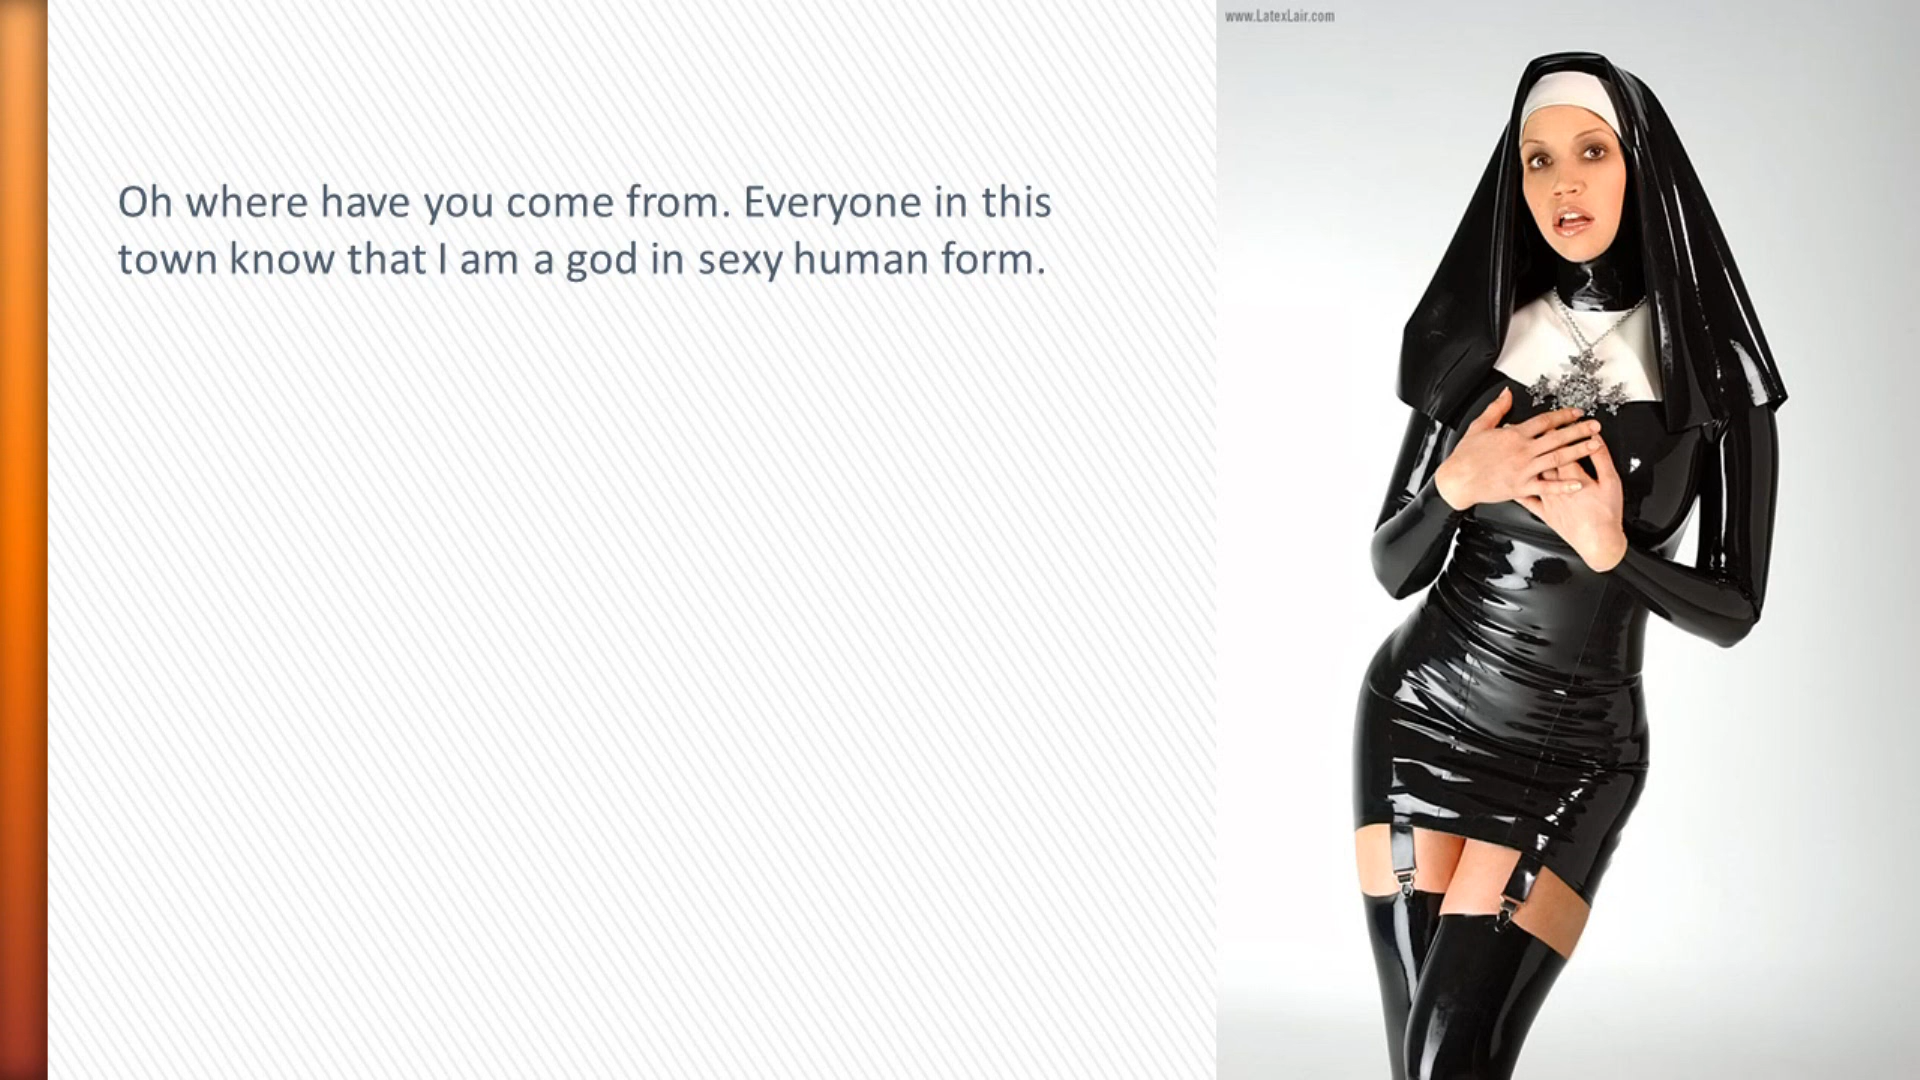 www.LatexLair.com
Oh where have you come from. Everyone in this
town know that I am a god in sexy human form.